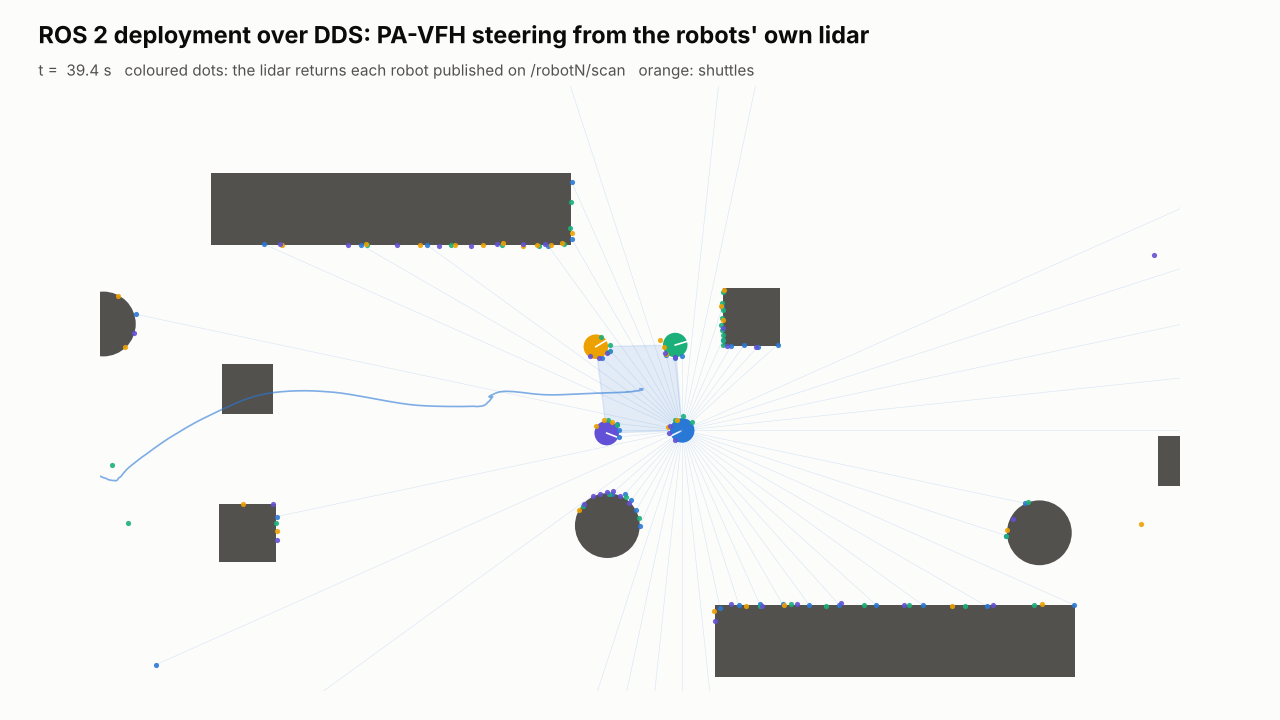 ROS 2 deployment over DDS: PA-VFH steering from the robots' own lidar
t =  39.4 s   coloured dots: the lidar returns each robot published on /robotN/scan   orange: shuttles